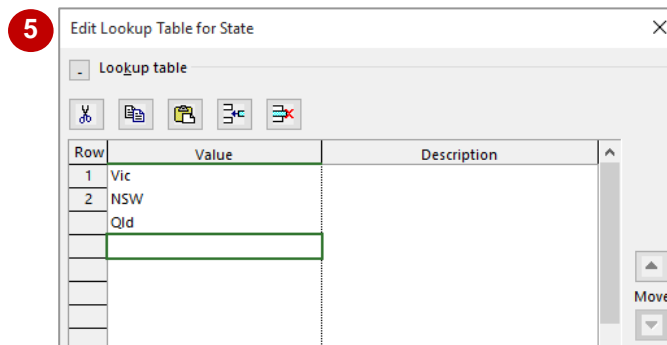 5
Edit Lookup Table for State
Lookup table
Row Value Description
1 Vic
2 NSW
Qld
Move